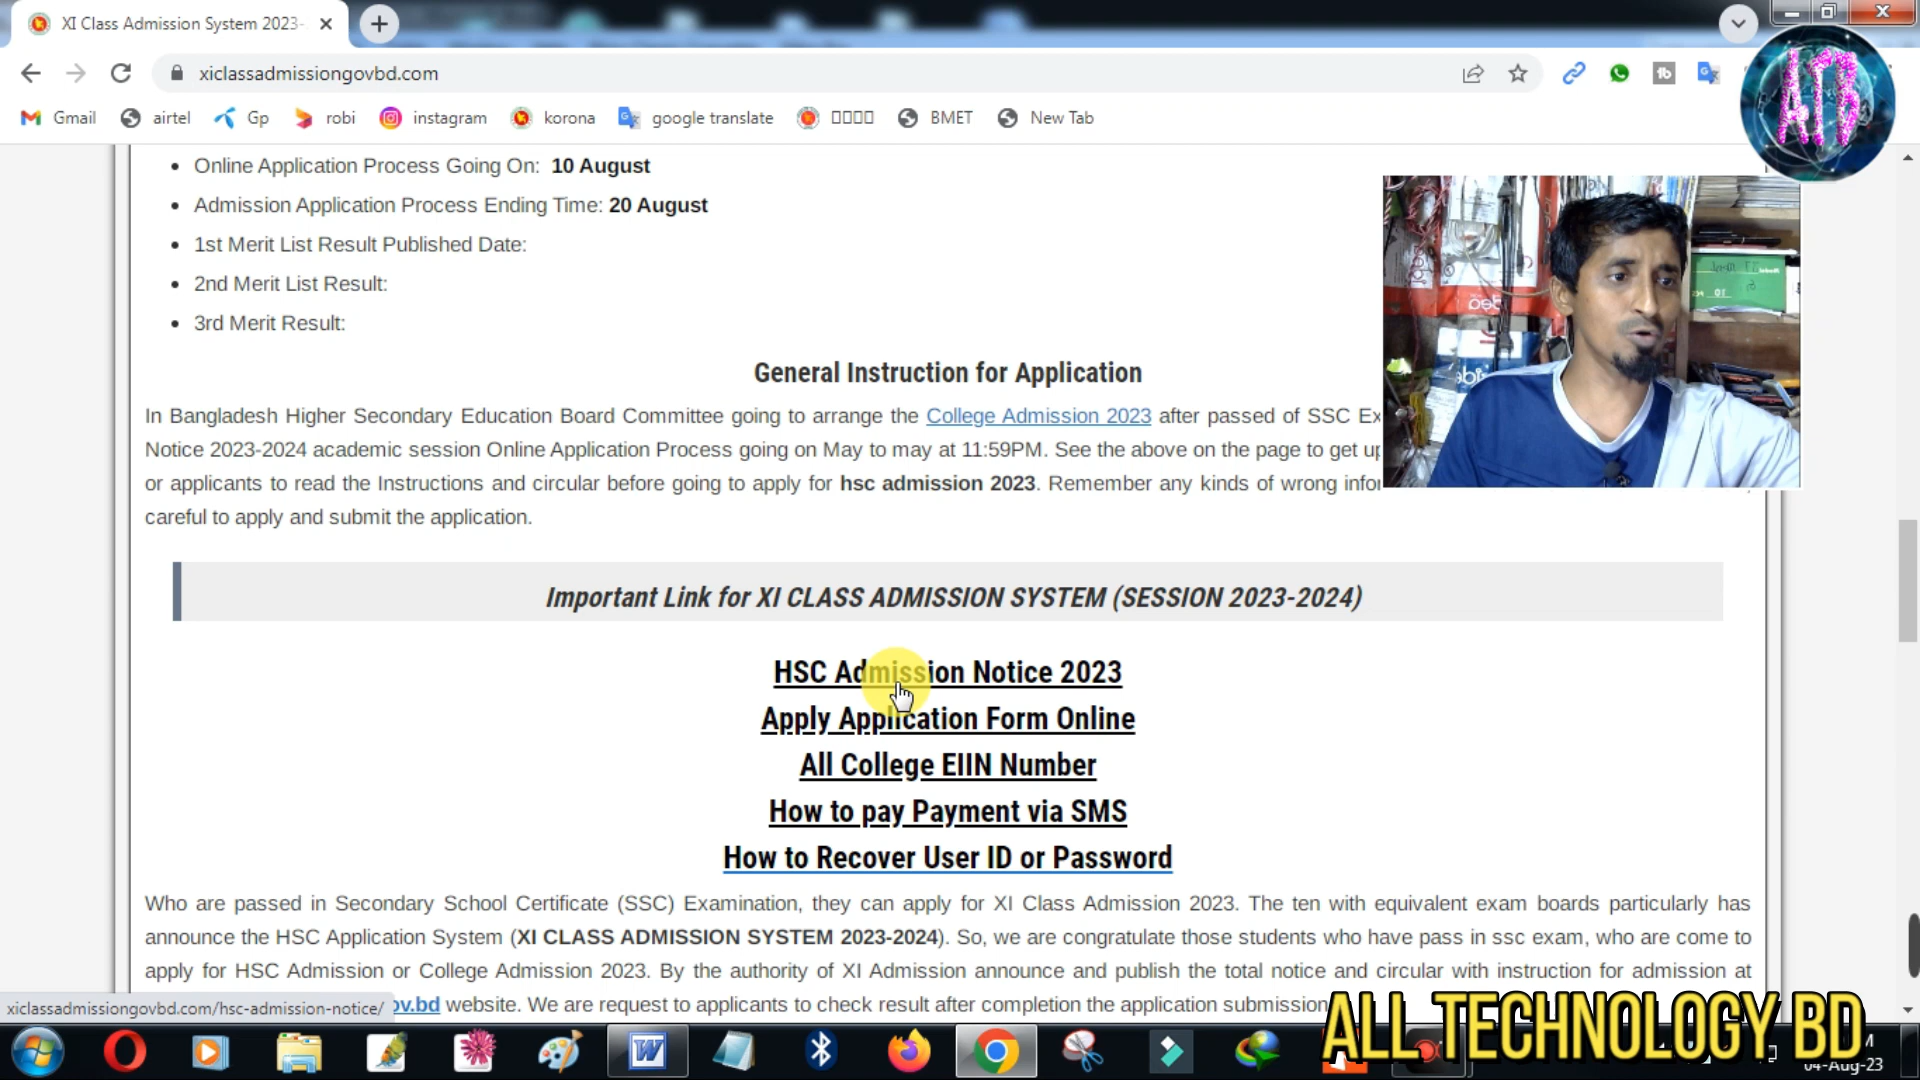 XI Class Admission System 2023-
xiclassadmissiongovbd.com
Gmail
airtel
Gp
robi
instagram
korona
google translate
BMET
New Tab
Online Application Process Going On: 10 August
Admission Application Process Ending Time: 20 August
1st Merit List Result Published Date:
2nd Merit List Result:
3rd Merit Result:
General Instruction for Application
In Bangladesh Higher Secondary Education Board Committee going to arrange the College Admission 2023 after passed of SSC Ex
Notice 2023-2024 academic session Online Application Process going on May to may at 11:59PM. See the above on the page to get up
or applicants to read the Instructions and circular before going to apply for hsc admission 2023. Remember any kinds of wrong infor
careful to apply and submit the application.
Important Link for XI CLASS ADMISSION SYSTEM (SESSION 2023-2024)
HSC Admission Notice 2023
Apply Application Form Online
All College EIIN Number
How to pay Payment via SMS
How to Recover User ID or Password
Who are passed in Secondary School Certificate (SSC) Examination, they can apply for XI Class Admission 2023. The ten with equivalent exam boards particularly has
announce the HSC Application System (XI CLASS ADMISSION SYSTEM 2023-2024). So, we are congratulate those students who have pass in ssc exam, who are come to
apply for HSC Admission or College Admission 2023. By the authority of XI Admission announce and publish the total notice and circular with instruction for admission at
ov.bd website. We are request to applicants to check result after completion the application submission
xiclassadmissiongovbd.com/hsc-admission-notice/
ALL TECHNOLOGY BD
04-Aug-23